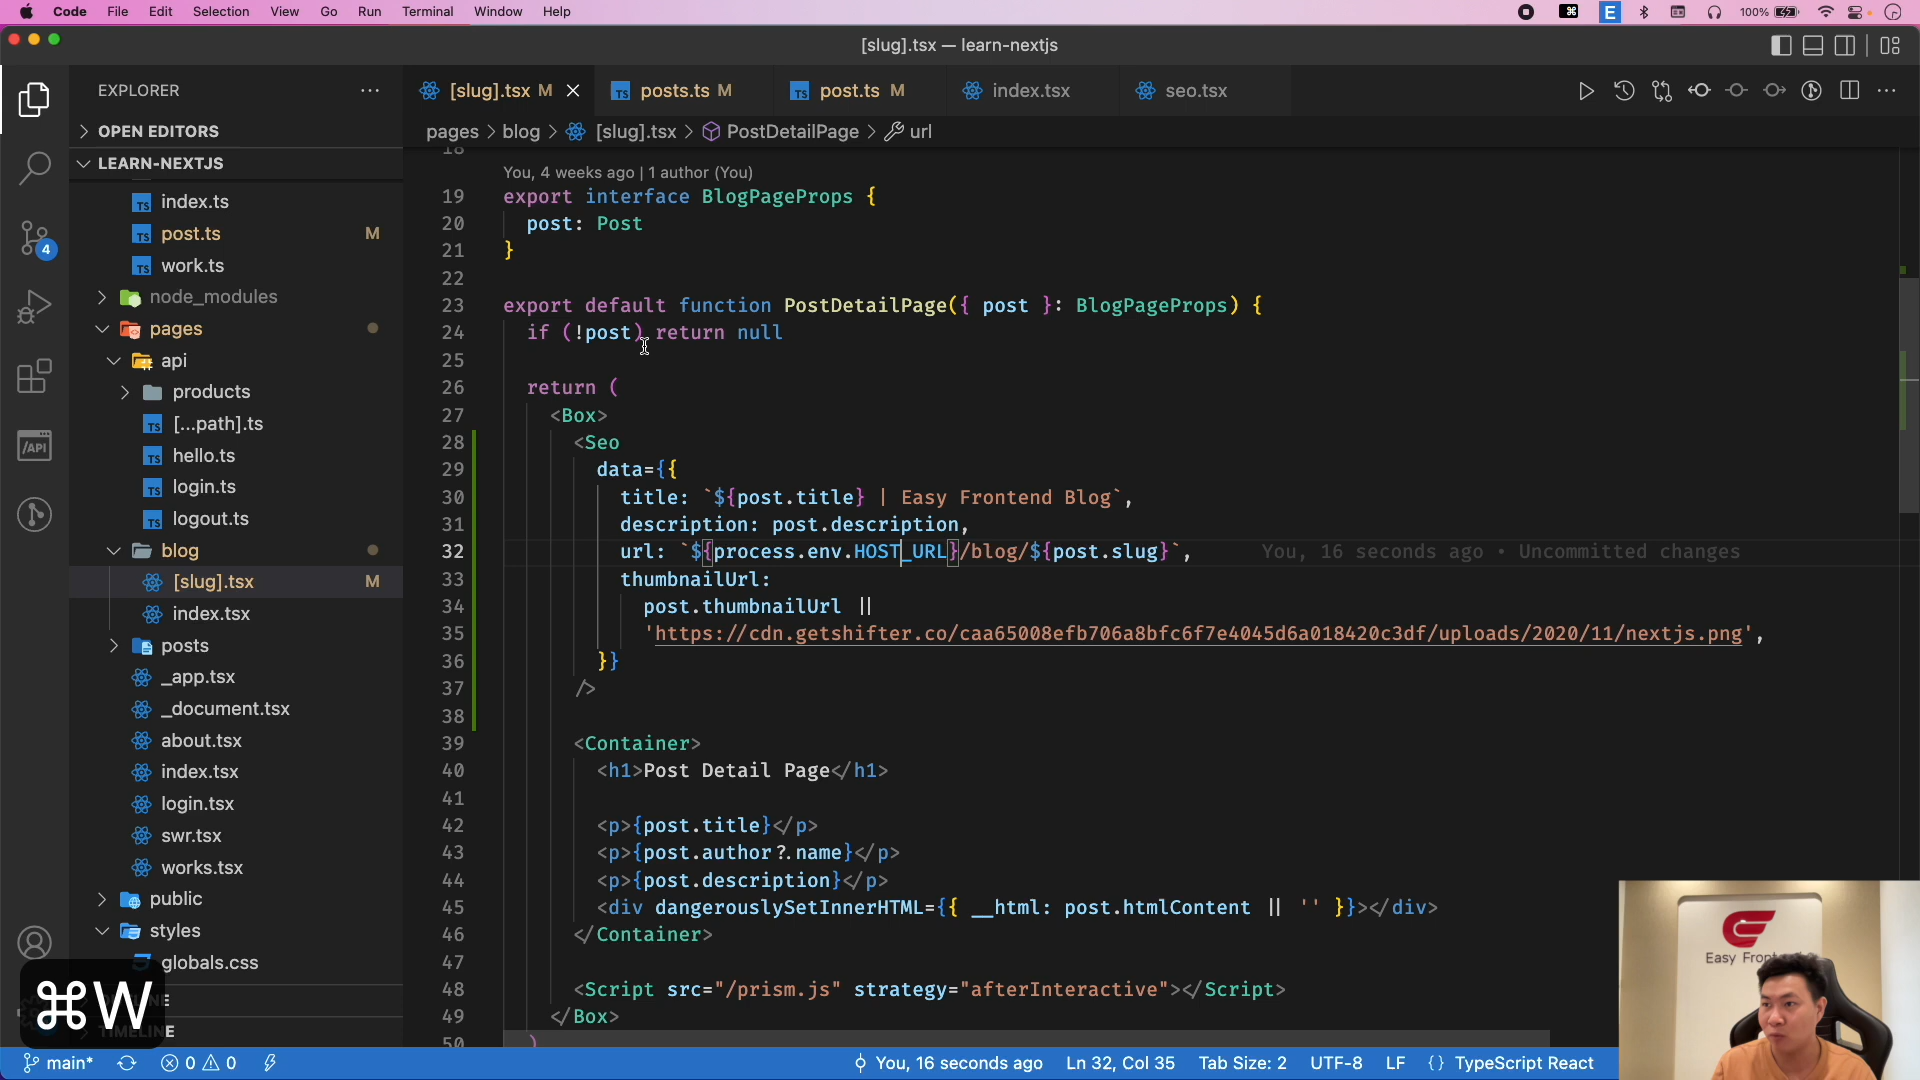 Code File Edit Selection View Go Run Terminal Window Help
100%
[slug].tsx — learn-nextjs
EXPLORER
OPEN EDITORS
LEARN-NEXTJS
index.ts
post.ts M
work.ts
node_modules
pages
api
products
[...path].ts
hello.ts
login.ts
logout.ts
blog
[slug].tsx M
index.tsx
posts
_app.tsx
_document.tsx
about.tsx
index.tsx
login.tsx
swr.tsx
works.tsx
public
styles
globals.css
TIMELINE
⌘W
4
/API
[slug].tsx M posts.ts M post.ts M index.tsx seo.tsx
pages > blog > [slug].tsx > PostDetailPage > url
18
You, 4 weeks ago | 1 author (You)
19 export interface BlogPageProps {
20 post: Post
21 }
22
23 export default function PostDetailPage({ post }: BlogPageProps) {
24 if (!post) return null
25
26 return (
27 <Box>
28 <Seo
29 data={{
30 title: `${post.title} | Easy Frontend Blog`,
31 description: post.description,
32 url: `${process.env.HOST_URL}/blog/${post.slug}`, You, 16 seconds ago • Uncommitted changes
33 thumbnailUrl:
34 post.thumbnailUrl ||
35 'https://cdn.getshifter.co/caa65008efb706a8bfc6f7e4045d6a018420c3df/uploads/2020/11/nextjs.png',
36 }}
37 />
38
39 <Container>
40 <h1>Post Detail Page</h1>
41
42 <p>{post.title}</p>
43 <p>{post.author?.name}</p>
44 <p>{post.description}</p>
45 <div dangerouslySetInnerHTML={{ __html: post.htmlContent || '' }}></div>
46 </Container>
47
48 <Script src="/prism.js" strategy="afterInteractive"></Script>
49 </Box>
50 )
Easy
main* 0 0 You, 16 seconds ago Ln 32, Col 35 Tab Size: 2 UTF-8 LF {} TypeScript React